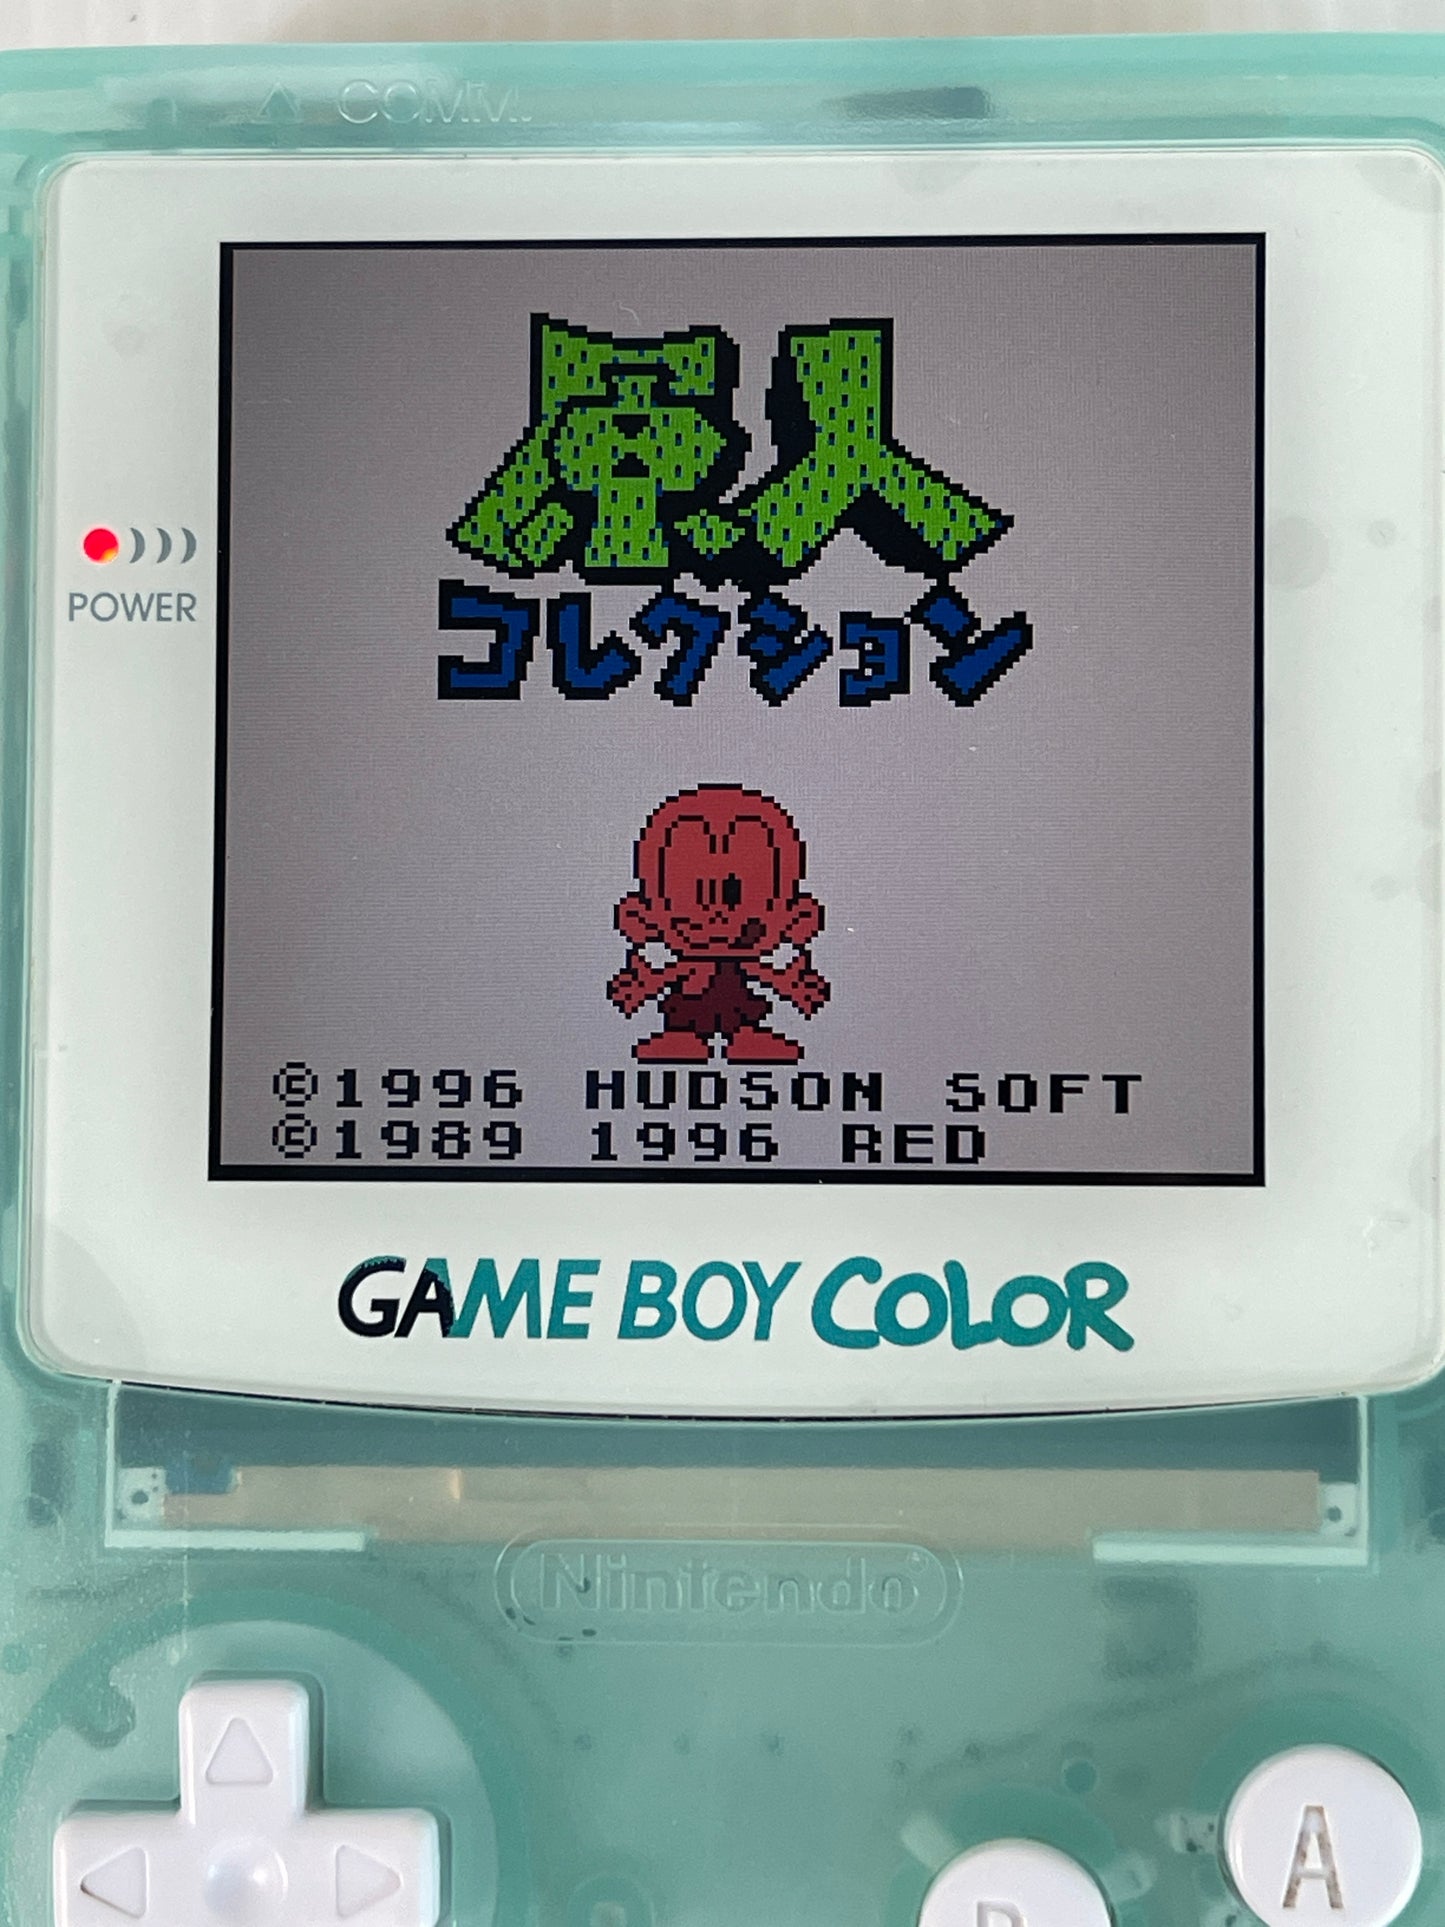 COMM.
原人
コレクション
POWER
©1996 HUDSON SOFT
©1989 1996 RED
GAME BOY COLOR
Nintendo®
A
B